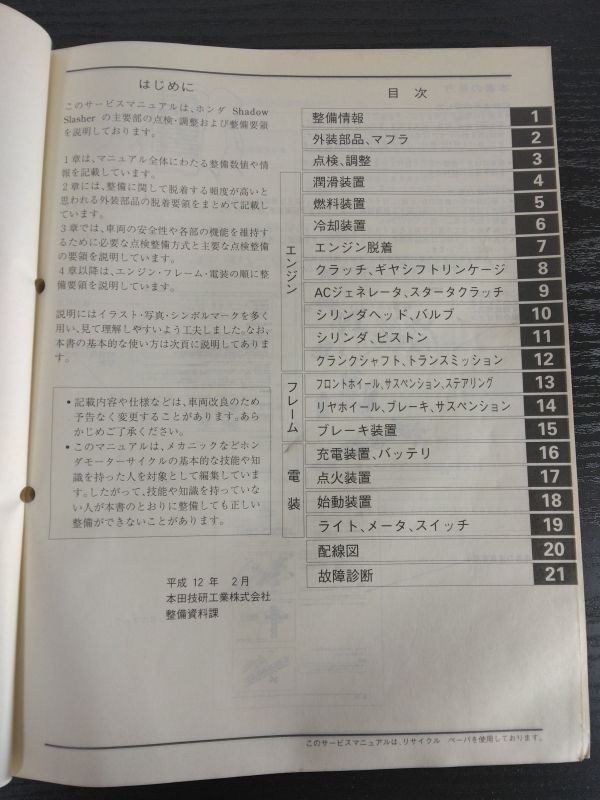 はじめに
このサービスマニュアルは、ホンダ Shadow
Slasher の主要部の点検・調整および整備要領
を説明しております。
1章は、マニュアル全体にわたる整備数値や情
報を記載しています。
2章には、整備に関して脱着する頻度が高いと
思われる外装部品の脱着要領をまとめて記載し
ています。
3章では、車両の安全性や各部の機能を維持す
るために必要な点検整備方式と主要な点検整備
の要領を説明しています。
4章以降は、エンジン・フレーム・電装の順に整
備要領を説明しています。
説明にはイラスト・写真・シンボルマークを多く
用い、見て理解しやすいよう工夫しました。なお、
本書の基本的な使い方は次頁に説明してありま
す。
• 記載内容や仕様などは、車両改良のため
予告なく変更することがあります。あら
かじめご了承ください。
• このマニュアルは、メカニックなどホン
ダモーターサイクルの基本的な技能や知
識を持った人を対象として編集していま
す。したがって、技能や知識を持っていな
い人が本書のとおりに整備しても正しい
整備ができないことがあります。
平成 12 年 2 月
本田技研工業株式会社
整備資料課
目 次
整備情報 1
外装部品、マフラ 2
点検、調整 3
エンジン
潤滑装置 4
燃料装置 5
冷却装置 6
エンジン脱着 7
クラッチ、ギヤシフトリンケージ 8
ACジェネレータ、スタータクラッチ 9
シリンダヘッド、バルブ 10
シリンダ、ピストン 11
クランクシャフト、トランスミッション 12
フレーム
フロントホイール、サスペンション、ステアリング 13
リヤホイール、ブレーキ、サスペンション 14
ブレーキ装置 15
電装
充電装置、バッテリ 16
点火装置 17
始動装置 18
ライト、メータ、スイッチ 19
配線図 20
故障診断 21
このサービスマニュアルは、リサイクル ペーパを使用しております。